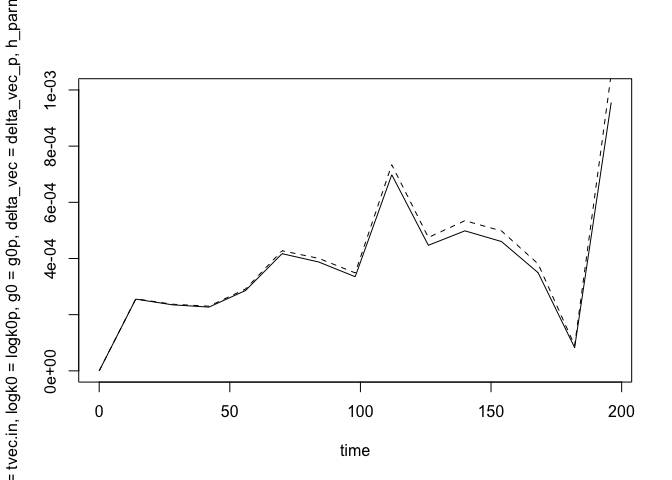 = tvec.in, logk0 = logk0p, g0 = g0p, delta_vec = delta_vec_p, h_parn
1e-03
8e-04
6e-04
4e-04
0e+00
0
50
100
150
200
time